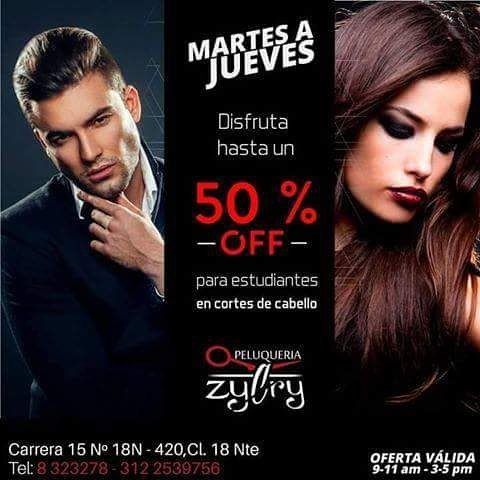 MARTES A
JUEVES
Disfruta
hasta un
50 %
OFF
para estudiantes
en cortes de cabello
PELUQUERIA
zyCry
Carrera 15 Nº 18N - 420,Cl. 18 Nte
Tel: 8 323278 - 312 2539756
OFERTA VÁLIDA
9-11 am - 3-5 pm